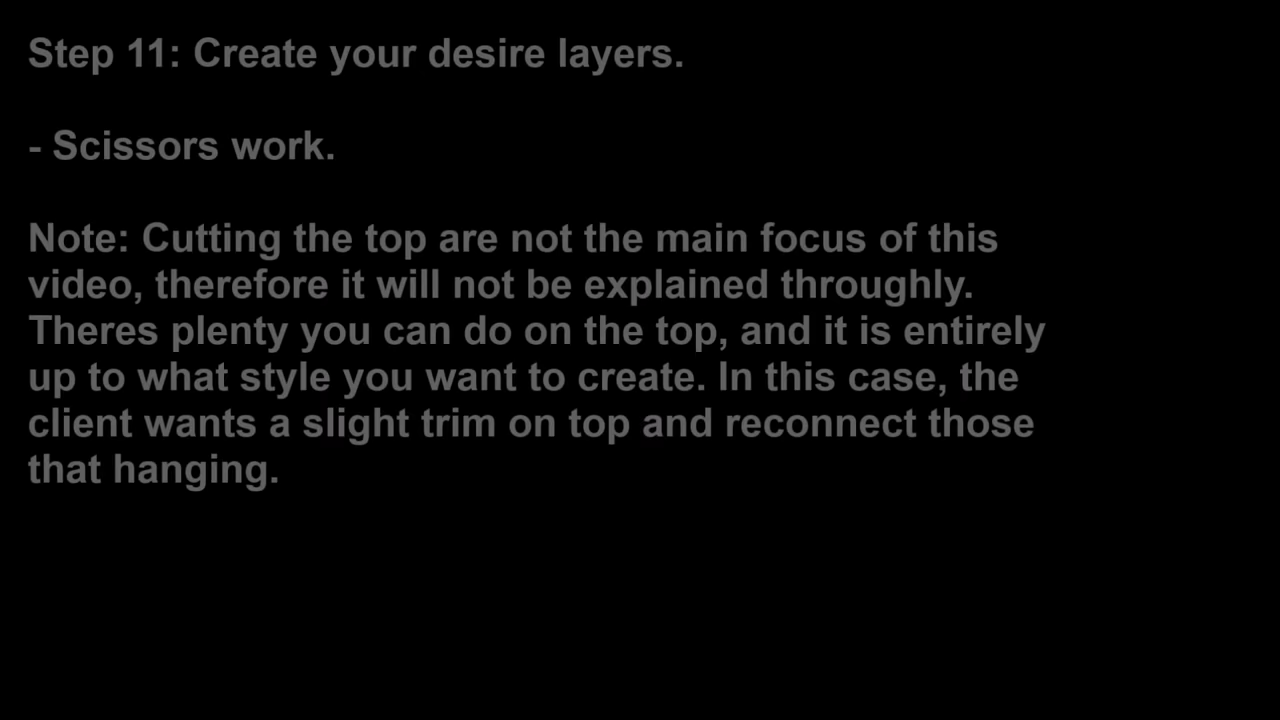 Step 11: Create your desire layers.
- Scissors work.
Note: Cutting the top are not the main focus of this
video, therefore it will not be explained throughly.
Theres plenty you can do on the top, and it is entirely
up to what style you want to create. In this case, the
client wants a slight trim on top and reconnect those
that hanging.